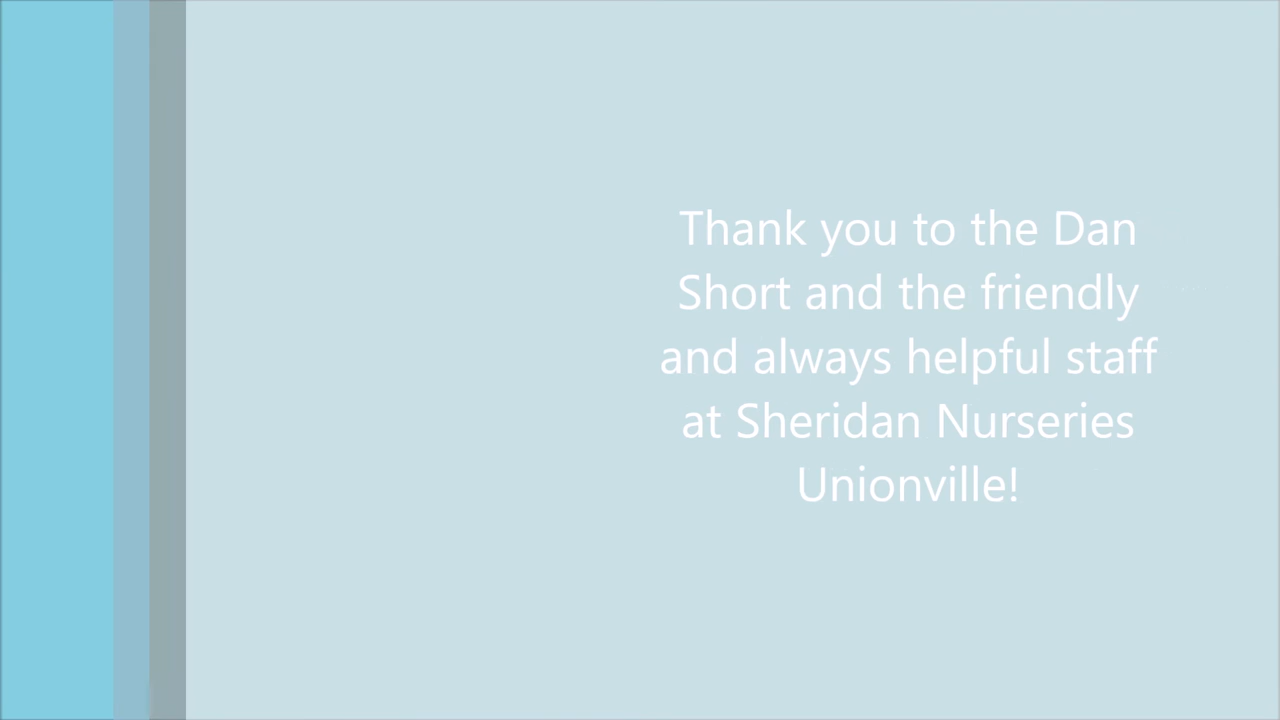 Thank you to the Dan
Short and the friendly
and always helpful staff
at Sheridan Nurseries
Unionville!